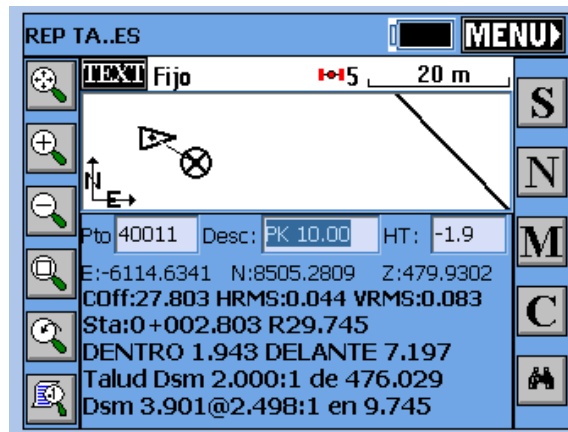 REP TA..ES MENU
TEXT Fijo 5 20 m
S
N
M
C
N
E
Pto 40011 Desc: PK 10.00 HT: -1.9
E:-6114.6341 N:8505.2809 Z:479.9302
COff:27.803 HRMS:0.044 VRMS:0.083
Sta:0+002.803 R29.745
DENTRO 1.943 DELANTE 7.197
Talud Dsm 2.000:1 de 476.029
Dsm 3.901@2.498:1 en 9.745